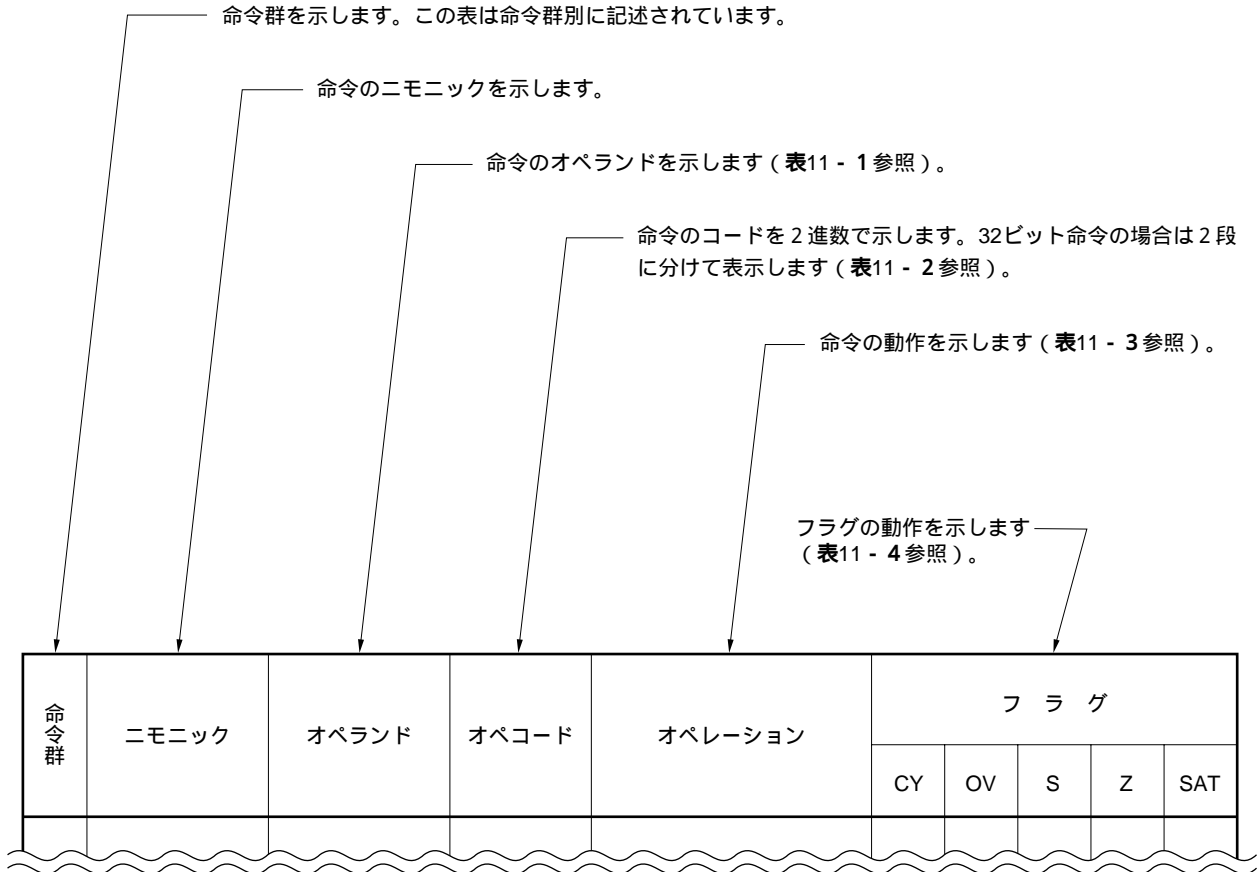 命令群を示します。この表は命令群別に記述されています。
命令のニモニックを示します。
命令のオペランドを示します（表11 - 1 参照）。
命令のコードを２進数で示します。32ビット命令の場合は２段
に分けて表示します（表11 - 2 参照）。
命令の動作を示します（表11 - 3 参照）。
フラグの動作を示します
（表11 - 4 参照）。
命令群
ニモニック
オペランド
オペコード
オペレーション
フ ラ グ
CY OV S Z SAT